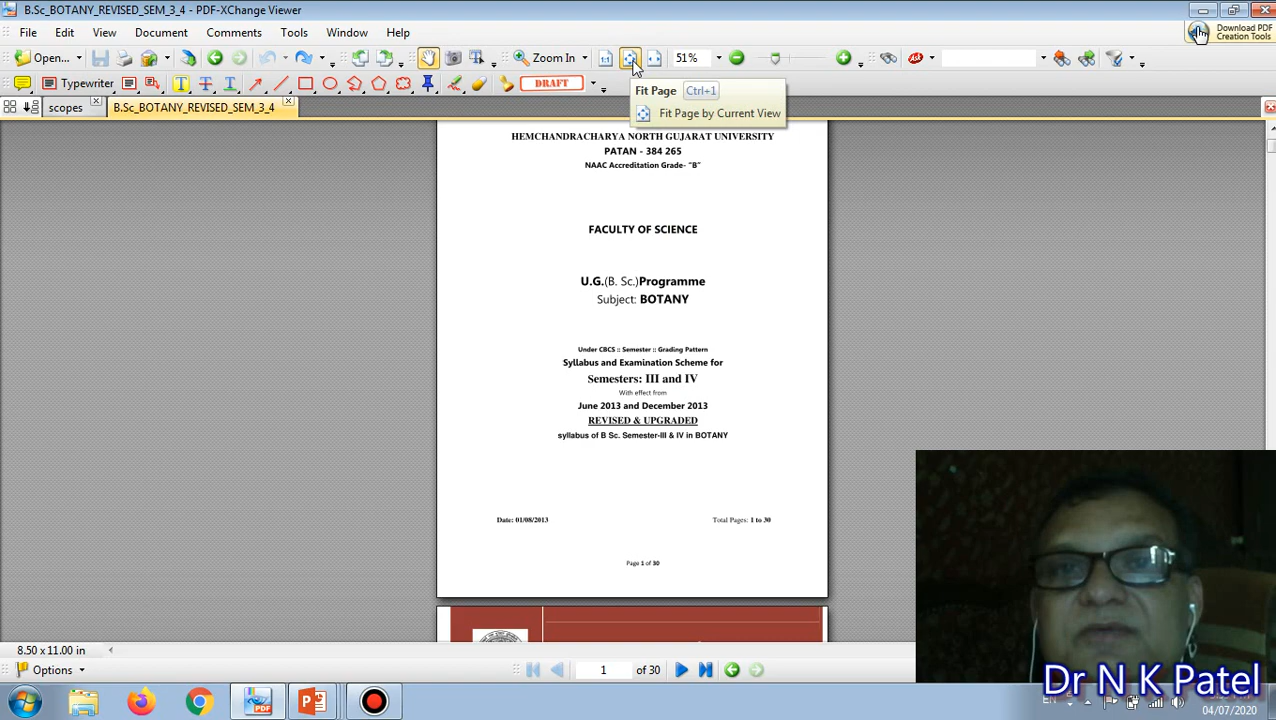 B.Sc_BOTANY_REVISED_SEM_3_4 - PDF-XChange Viewer
File Edit View Document Comments Tools Window Help
Download PDF
Creation Tools
Open... Zoom In 51%
Typewriter DRAFT
Fit Page Ctrl+1
Fit Page by Current View
scopes B.Sc_BOTANY_REVISED_SEM_3_4
HEMCHANDRACHARYA NORTH GUJARAT UNIVERSITY
PATAN - 384 265
NAAC Accreditation Grade- “B”
FACULTY OF SCIENCE
U.G.(B. Sc.)Programme
Subject: BOTANY
Under CBCS :: Semester :: Grading Pattern
Syllabus and Examination Scheme for
Semesters: III and IV
With effect from
June 2013 and December 2013
REVISED & UPGRADED
syllabus of B Sc. Semester-III & IV in BOTANY
Date: 01/08/2013 Total Pages: 1 to 30
Page 1 of 30
8.50 x 11.00 in
Options 1 of 30
Dr N K Patel
EN
04/07/2020